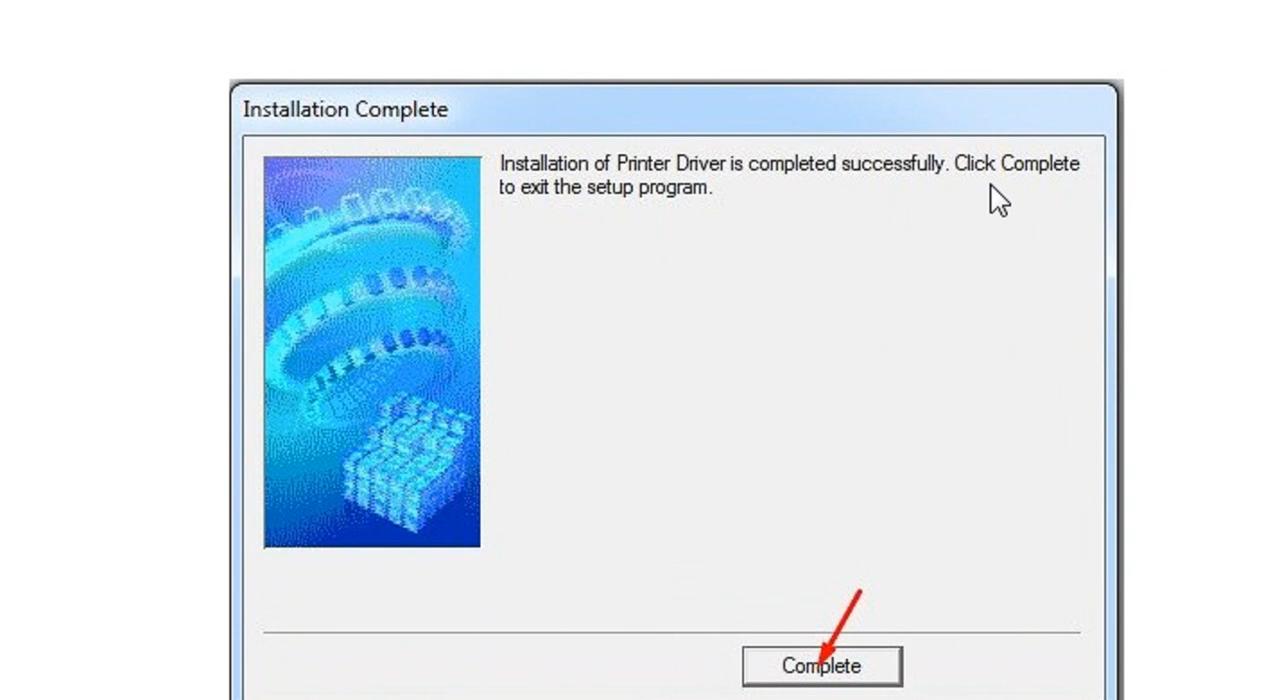 Installation Complete
Installation of Printer Driver is completed successfully. Click Complete
to exit the setup program.
Complete